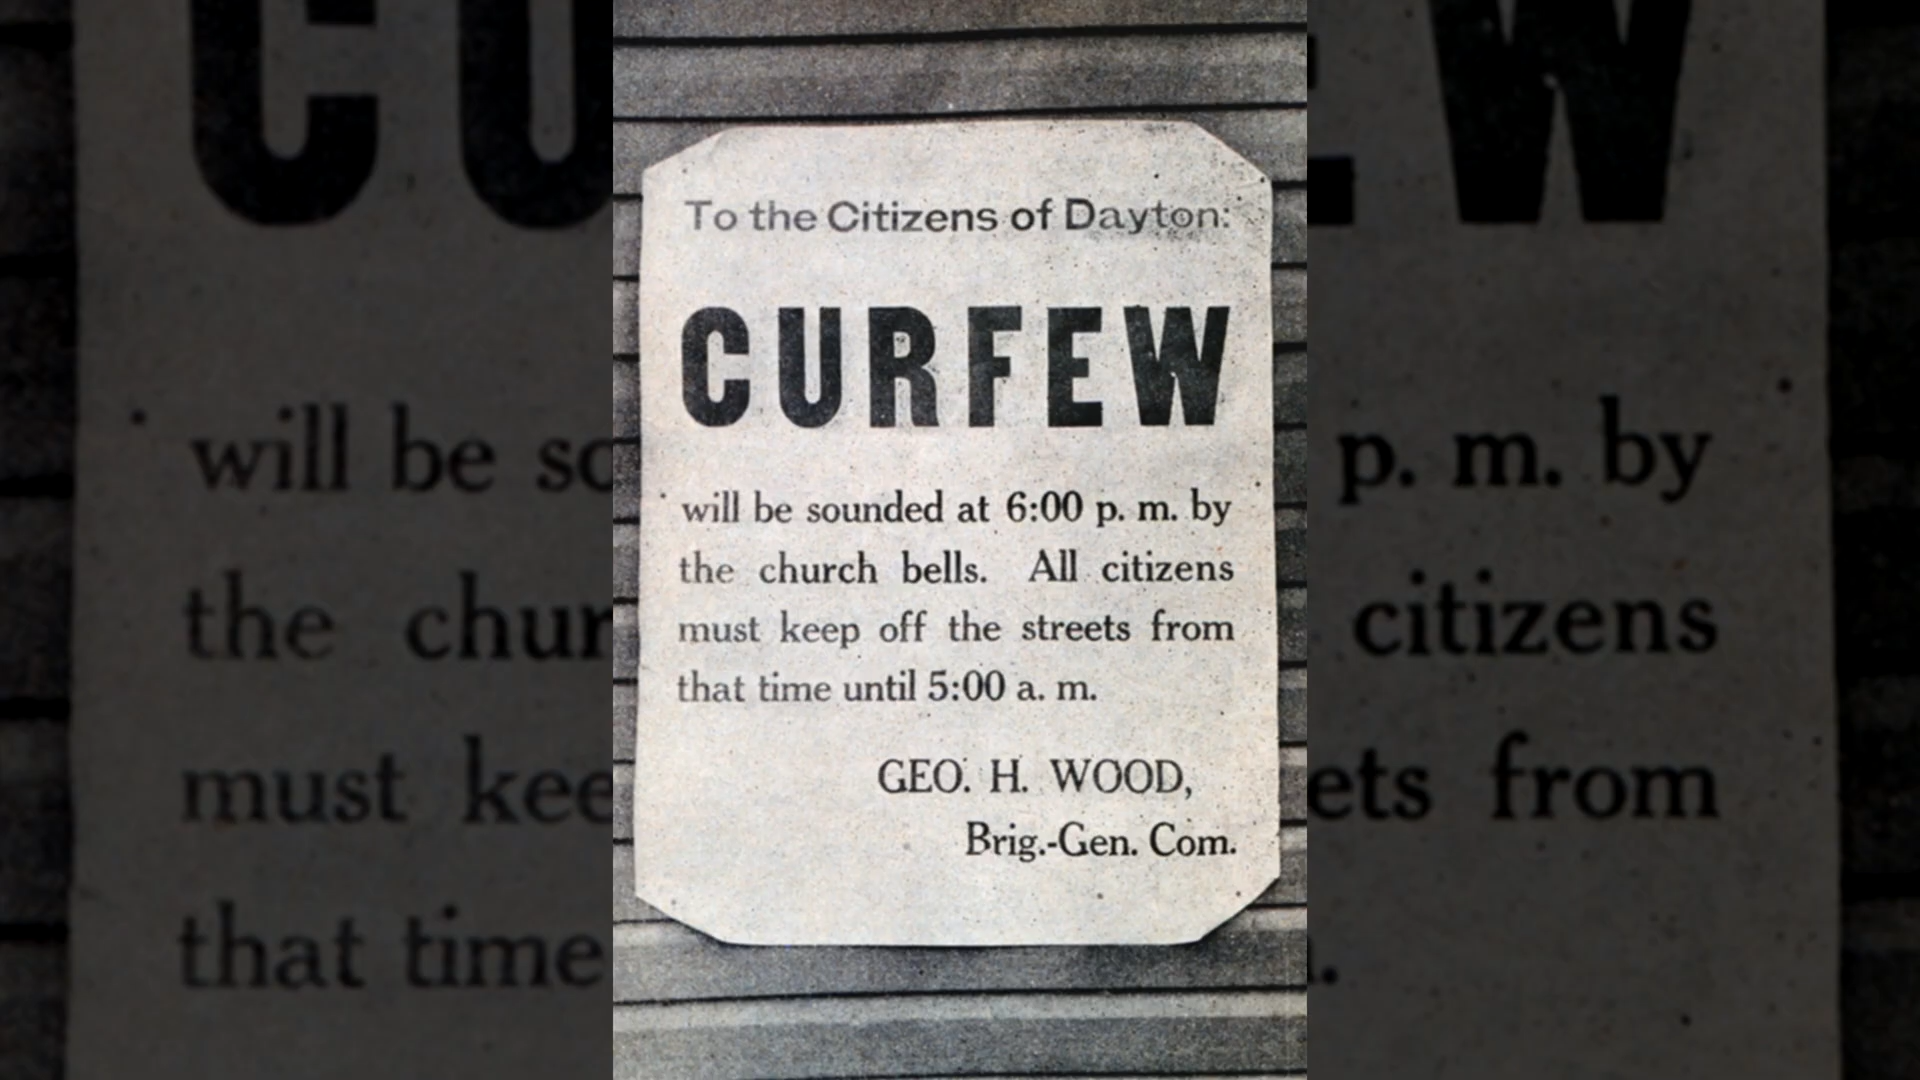 To the Citizens of Dayton:
CURFEW
will be sounded at 6:00 p. m. by
the church bells. All citizens
must keep off the streets from
that time until 5:00 a. m.
GEO. H. WOOD,
Brig.-Gen. Com.